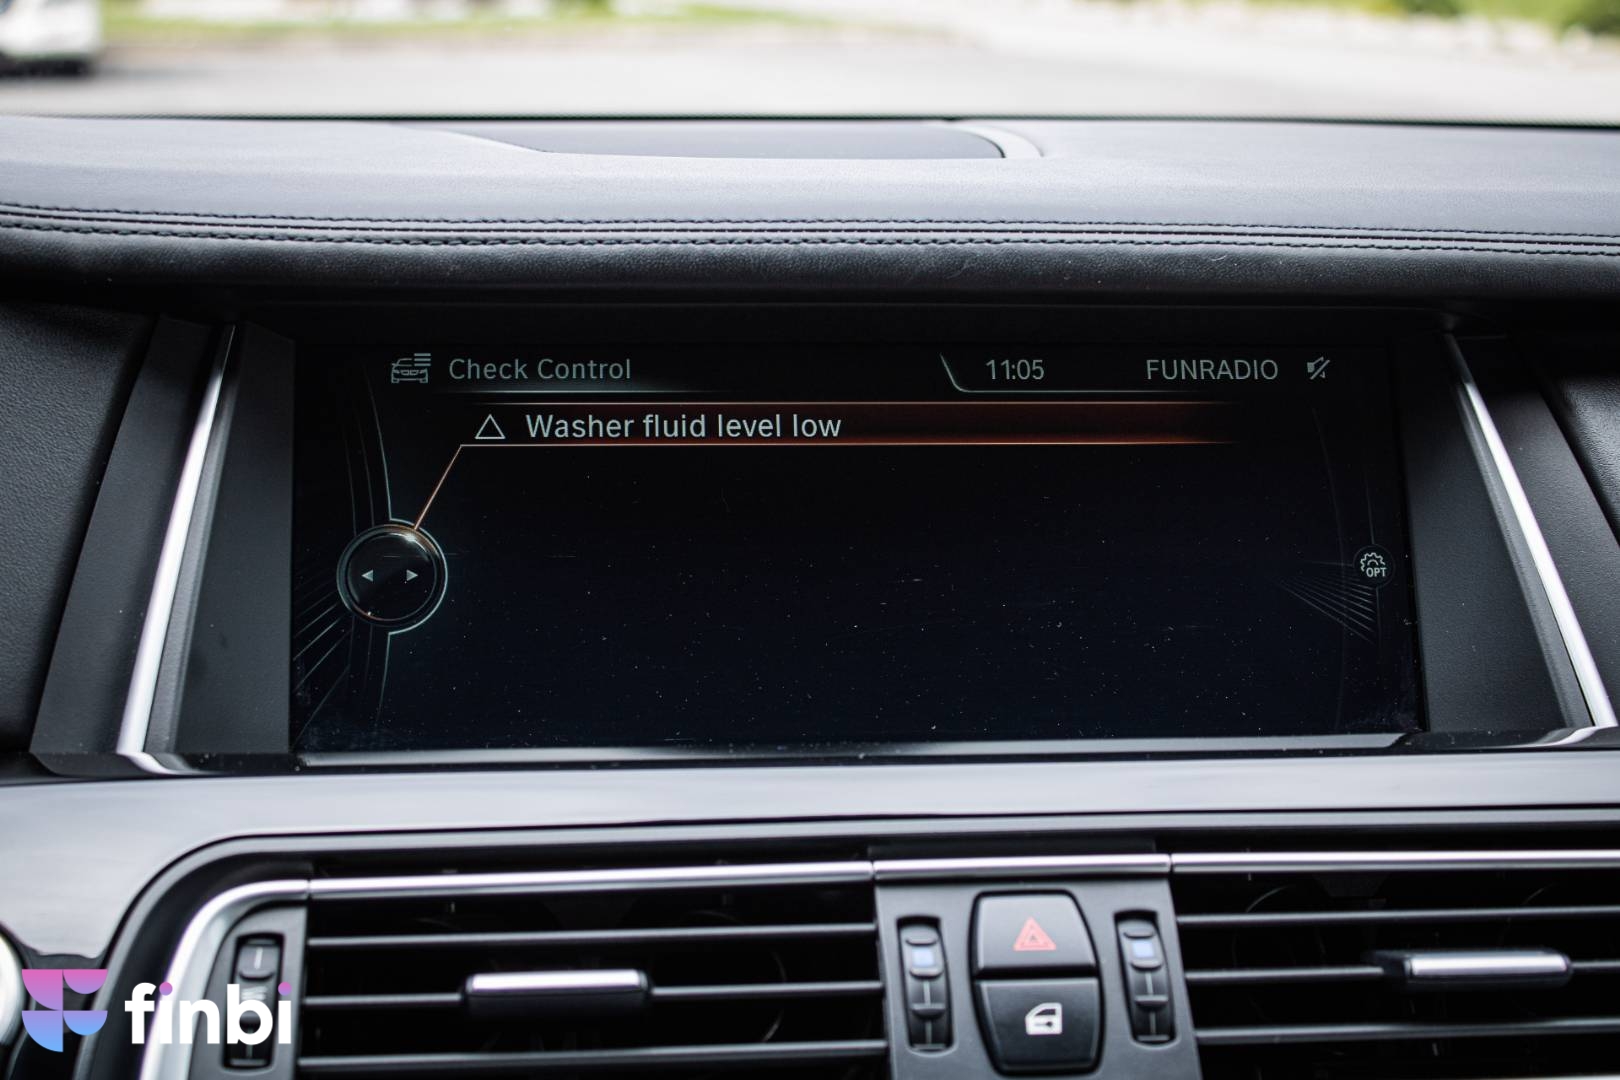 Check Control
11:05
FUNRADIO
Washer fluid level low
OPT
finbi